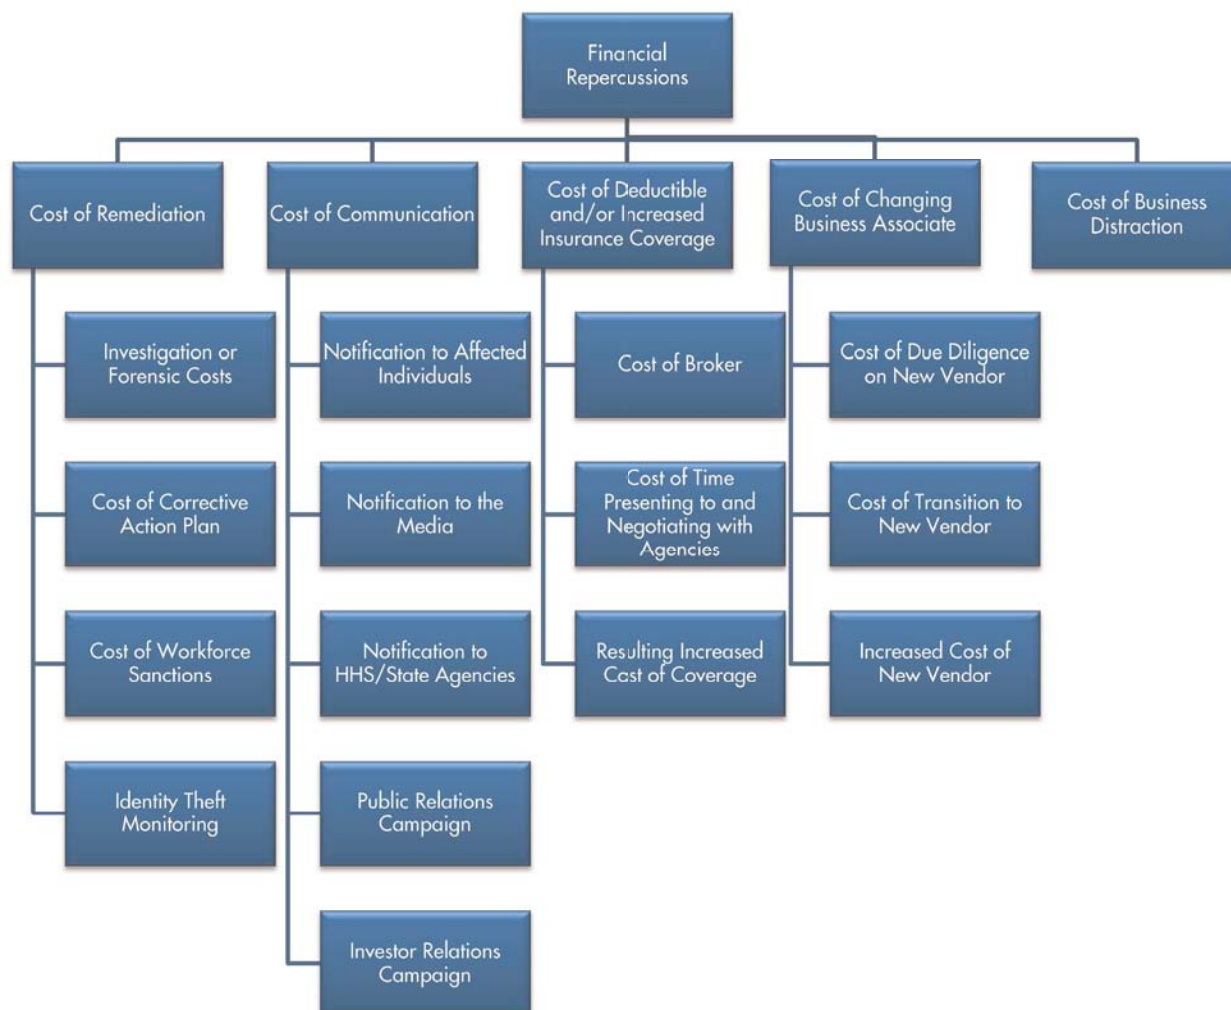 Financial
Repercussions
Cost of Remediation
Cost of Communication
Cost of Deductible
and/or Increased
Insurance Coverage
Cost of Changing
Business Associate
Cost of Business
Distraction
Investigation or
Forensic Costs
Cost of Corrective
Action Plan
Cost of Workforce
Sanctions
Identity Theft
Monitoring
Notification to Affected
Individuals
Notification to the
Media
Notification to
HHS/State Agencies
Public Relations
Campaign
Investor Relations
Campaign
Cost of Broker
Cost of Time
Presenting to and
Negotiating with
Agencies
Resulting Increased
Cost of Coverage
Cost of Due Diligence
on New Vendor
Cost of Transition to
New Vendor
Increased Cost of
New Vendor